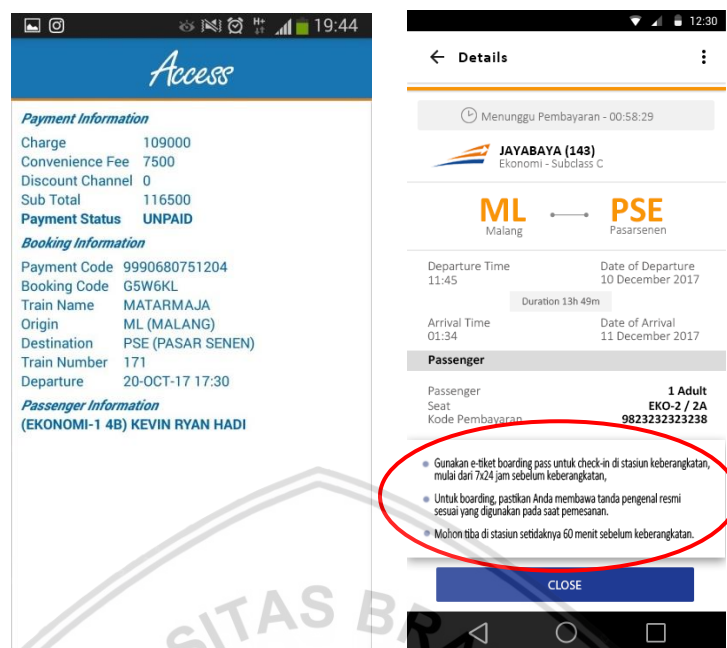 H+
19:44
Access
Payment Information
Charge 109000
Convenience Fee 7500
Discount Channel 0
Sub Total 116500
Payment Status UNPAID
Booking Information
Payment Code 9990680751204
Booking Code G5W6KL
Train Name MATARMAJA
Origin ML (MALANG)
Destination PSE (PASAR SENEN)
Train Number 171
Departure 20-OCT-17 17:30
Passenger Information
(EKONOMI-1 4B) KEVIN RYAN HADI
12:30
Details
Menunggu Pembayaran - 00:58:29
JAYABAYA (143)
Ekonomi - Subclass C
ML PSE
Malang Pasarsenen
Departure Time Date of Departure
11:45 10 December 2017
Duration 13h 49m
Arrival Time Date of Arrival
01:34 11 December 2017
Passenger
Passenger 1 Adult
Seat EKO-2 / 2A
Kode Pembayaran 9823232323238
Gunakan e-tiket boarding pass untuk check-in di stasiun keberangkatan,
mulai dari 7x24 jam sebelum keberangkatan,
Untuk boarding, pastikan Anda membawa tanda pengenal resmi
sesuai yang digunakan pada saat pemesanan.
Mohon tiba di stasiun setidaknya 60 menit sebelum keberangkatan.
CLOSE
SITAS BRA